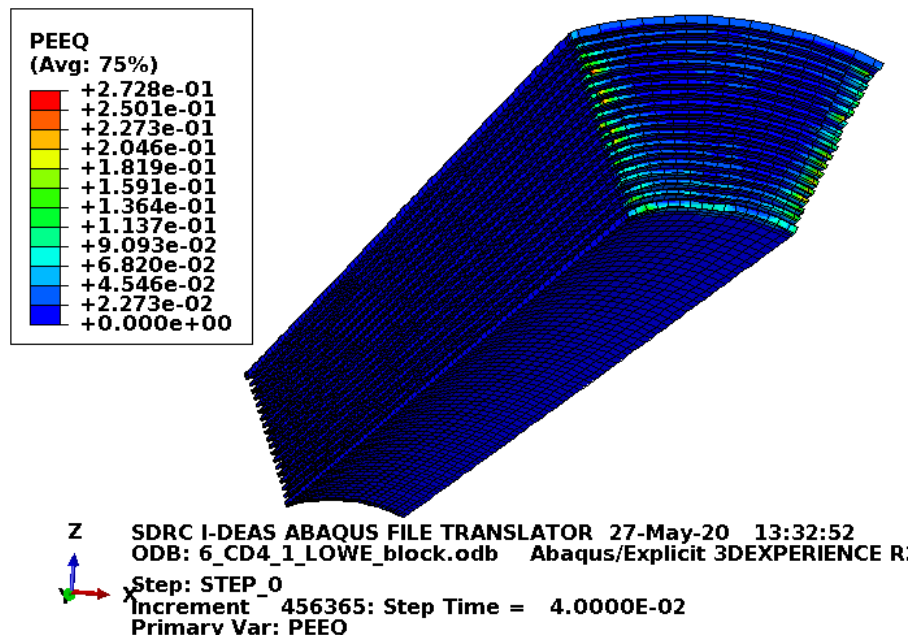 PEEQ
(Avg: 75%)
+2.728e-01
+2.501e-01
+2.273e-01
+2.046e-01
+1.819e-01
+1.591e-01
+1.364e-01
+1.137e-01
+9.093e-02
+6.820e-02
+4.546e-02
+2.273e-02
+0.000e+00
Z
Y
X
SDRC I-DEAS ABAQUS FILE TRANSLATOR 27-May-20 13:32:52
ODB: 6_CD4_1_LOWE_block.odb Abaqus/Explicit 3DEXPERIENCE
Step: STEP_0
Increment 456365: Step Time = 4.0000E-02
Primary Var: PEEQ